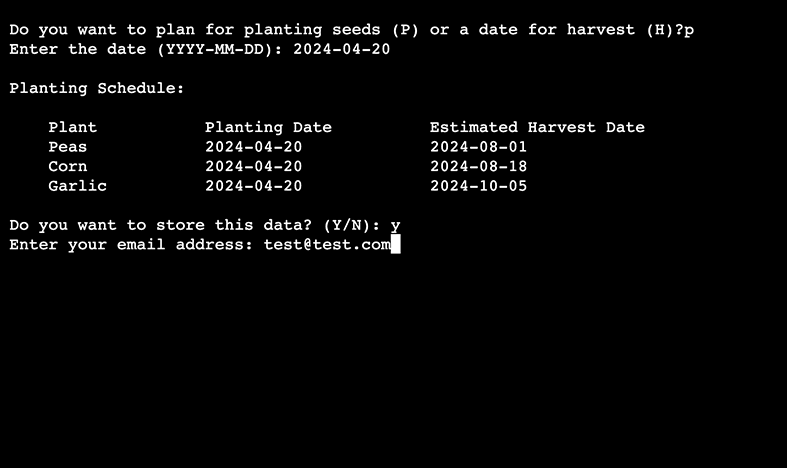 Do you want to plan for planting seeds (P) or a date for harvest (H)?p
Enter the date (YYYY-MM-DD): 2024-04-20
Planting Schedule:
Plant Planting Date Estimated Harvest Date
Peas 2024-04-20 2024-08-01
Corn 2024-04-20 2024-08-18
Garlic 2024-04-20 2024-10-05
Do you want to store this data? (Y/N): y
Enter your email address: test@test.com